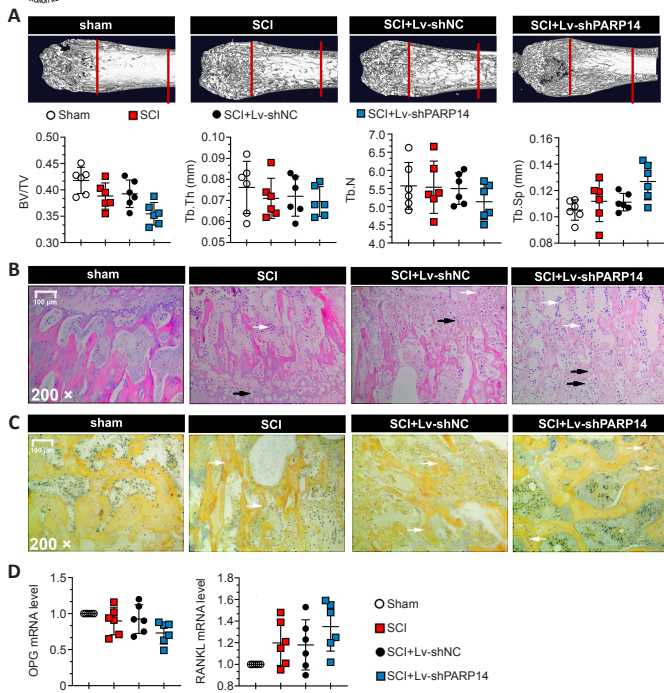 A
sham SCI SCI+Lv-shNC SCI+Lv-shPARP14
Sham SCI SCI+Lv-shNC SCI+Lv-shPARP14
BV/TV
0.50
0.45
0.40
0.35
0.30
Tb.Th (mm)
0.10
0.09
0.08
0.07
0.06
0.05
Tb.N
7.0
6.5
6.0
5.5
5.0
4.5
4.0
Tb.Sp (mm)
0.16
0.14
0.12
0.10
0.08
B
sham SCI SCI+Lv-shNC SCI+Lv-shPARP14
100 μm
200 ×
C
sham SCI SCI+Lv-shNC SCI+Lv-shPARP14
100 μm
200 ×
D
OPG mRNA level
1.5
1.0
0.5
0
RANKL mRNA level
1.8
1.6
1.4
1.2
1.0
0.8
Sham
SCI
SCI+Lv-shNC
SCI+Lv-shPARP14